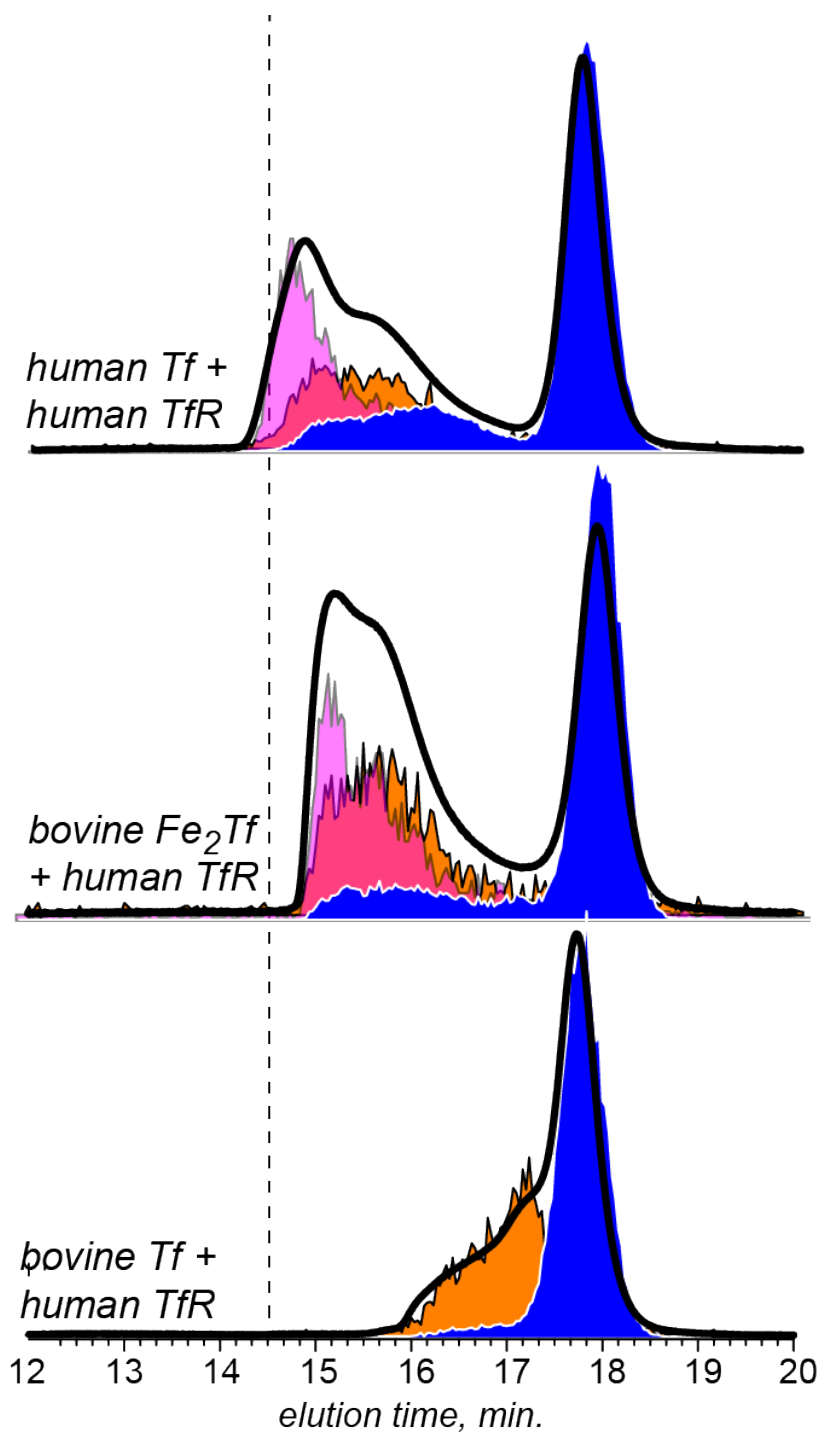 human Tf +
human TfR
bovine Fe2Tf
+ human TfR
bovine Tf +
human TfR
12 13 14 15 16 17 18 19 20
elution time, min.